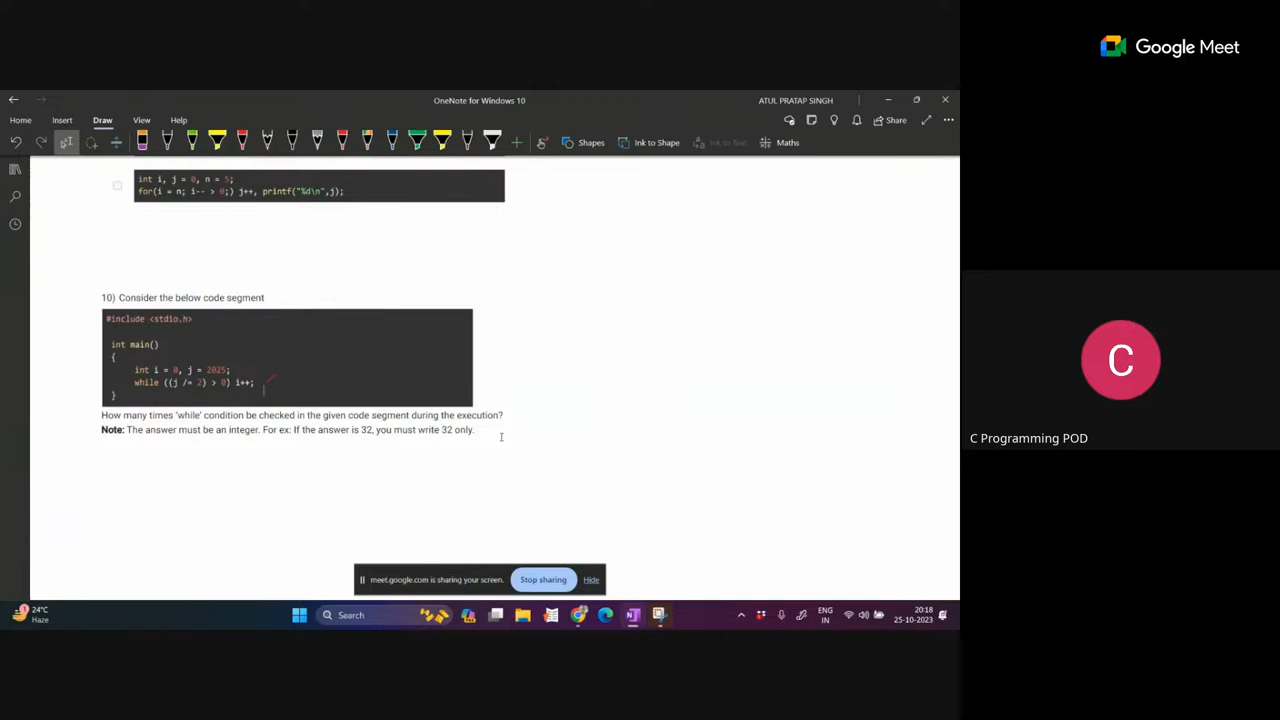 Google Meet
OneNote for Windows 10
ATUL PRATAP SINGH
Home Insert Draw View Help
Share
Shapes Ink to Shape Ink to Text Maths
int i, j = 0, n = 5;
for(i = n; i-- > 0;) j++, printf("%d\n",j);
10) Consider the below code segment
#include <stdio.h>
int main()
{
int i = 0, j = 2025;
while ((j /= 2) > 0) i++;
}
How many times 'while' condition be checked in the given code segment during the execution?
Note: The answer must be an integer. For ex: If the answer is 32, you must write 32 only.
C
C Programming POD
meet.google.com is sharing your screen. Stop sharing Hide
1
24°C
Haze
Search
ENG
IN
20:18
25-10-2023